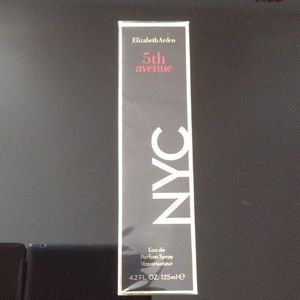 Elizabeth Arden
5th
avenue
NYC
Eau de
Parfum Spray
Vaporisateur
4.2 FL. OZ. 125ml ℮